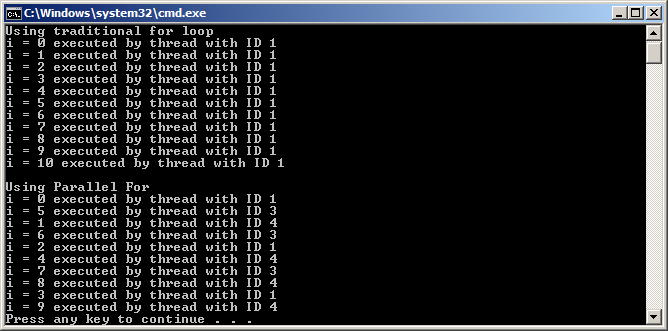 C:\Windows\system32\cmd.exe
Using traditional for loop
i = 0 executed by thread with ID 1
i = 1 executed by thread with ID 1
i = 2 executed by thread with ID 1
i = 3 executed by thread with ID 1
i = 4 executed by thread with ID 1
i = 5 executed by thread with ID 1
i = 6 executed by thread with ID 1
i = 7 executed by thread with ID 1
i = 8 executed by thread with ID 1
i = 9 executed by thread with ID 1
i = 10 executed by thread with ID 1
Using Parallel For
i = 0 executed by thread with ID 1
i = 5 executed by thread with ID 3
i = 1 executed by thread with ID 4
i = 6 executed by thread with ID 3
i = 2 executed by thread with ID 1
i = 4 executed by thread with ID 4
i = 7 executed by thread with ID 3
i = 8 executed by thread with ID 4
i = 3 executed by thread with ID 1
i = 9 executed by thread with ID 4
Press any key to continue . . .